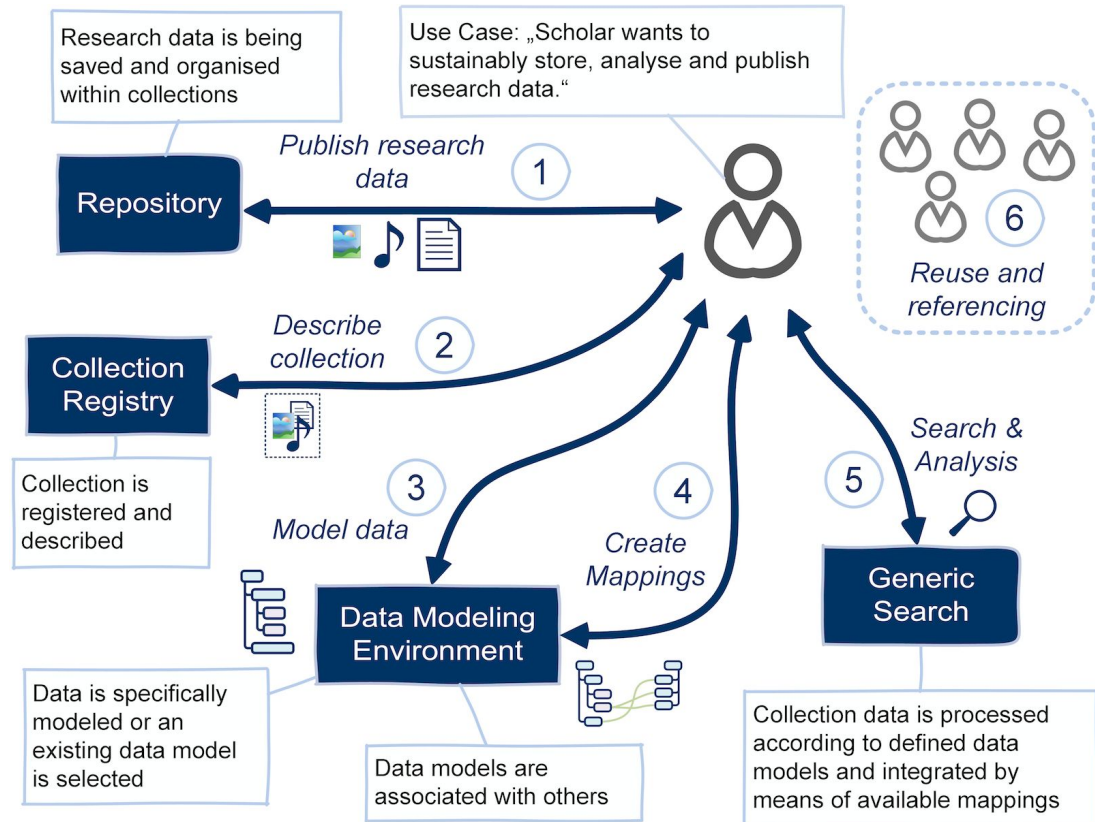 Research data is being
saved and organised
within collections
Use Case: „Scholar wants to
sustainably store, analyse and publish
research data.“
Publish research
data
1
Repository
6
Reuse and
referencing
Describe
collection
2
Collection
Registry
Collection is
registered and
described
3
Model data
4
Create
Mappings
Search &
Analysis
5
Data Modeling
Environment
Generic
Search
Data is specifically
modeled or an
existing data model
is selected
Data models are
associated with others
Collection data is processed
according to defined data
models and integrated by
means of available mappings